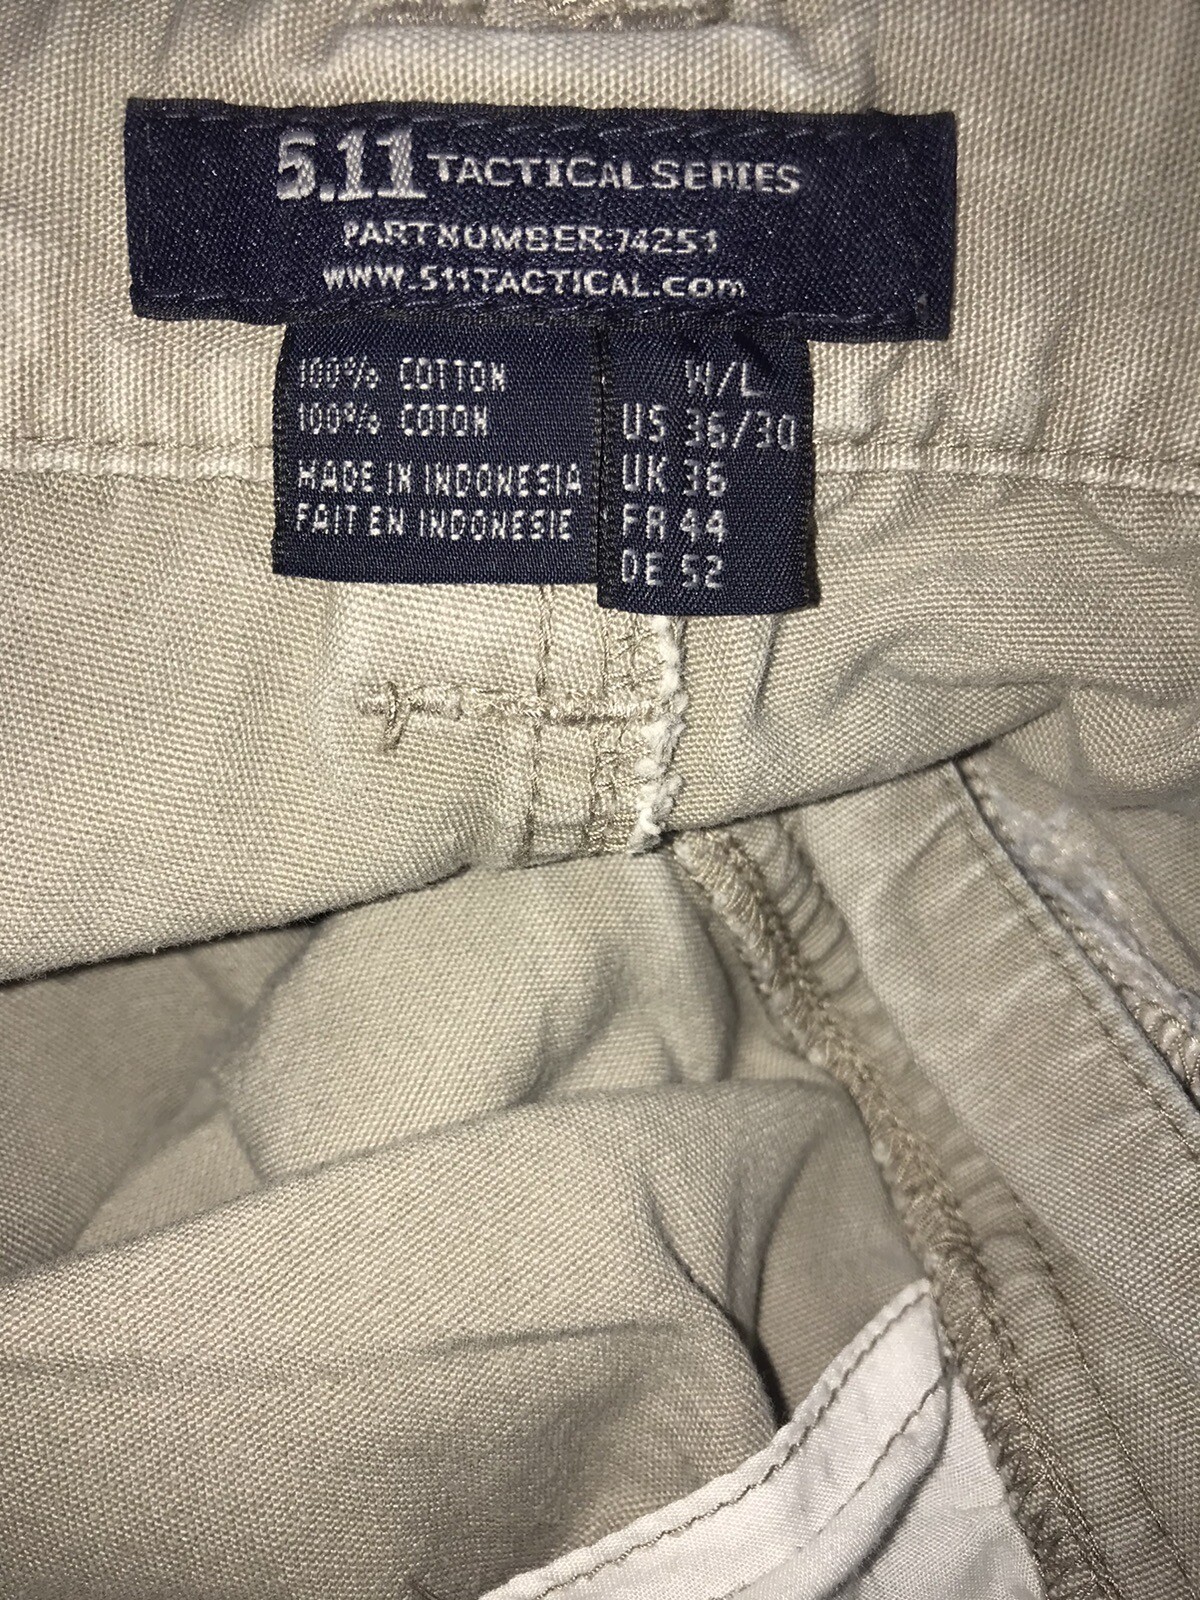 5.11 TACTICAL SERIES
PART NUMBER: 74251
WWW.511TACTICAL.COM
100% COTTON
100% COTON
MADE IN INDONESIA
FAIT EN INDONESIE
W/L
US 36/30
UK 36
FR 44
DE 52